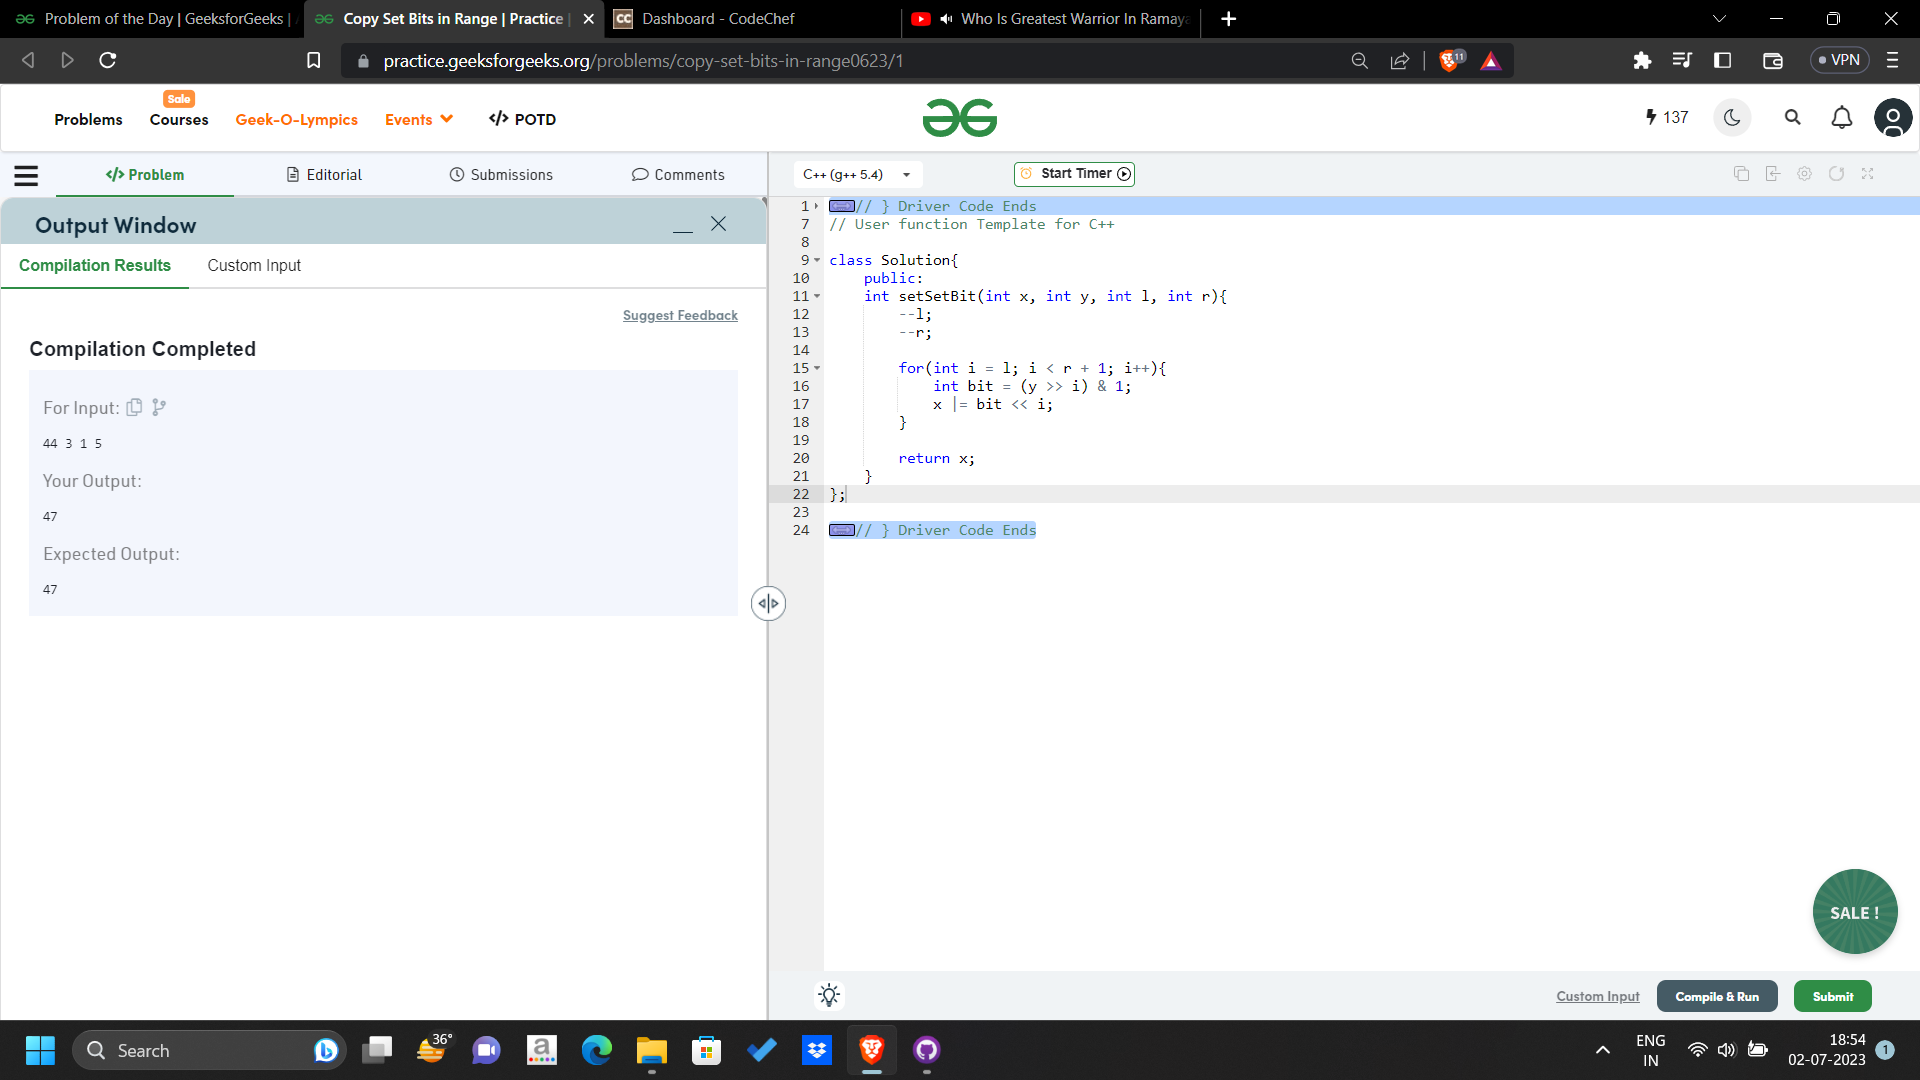 Problem of the Day | GeeksforGeeks |
Copy Set Bits in Range | Practice |
CC
Dashboard - CodeChef
Who Is Greatest Warrior In Ramaya
practice.geeksforgeeks.org/problems/copy-set-bits-in-range0623/1
11
VPN
Problems
Sale
Courses
Geek-O-Lympics
Events
</> POTD
137
</> Problem
Editorial
Submissions
Comments
C++ (g++ 5.4)
Start Timer
Output Window
Compilation Results
Custom Input
Suggest Feedback
Compilation Completed
For Input:
44 3 1 5
Your Output:
47
Expected Output:
47
1 // } Driver Code Ends
7 // User function Template for C++
8
9 class Solution{
10 public:
11 int setSetBit(int x, int y, int l, int r){
12 --l;
13 --r;
14
15 for(int i = l; i < r + 1; i++){
16 int bit = (y >> i) & 1;
17 x |= bit << i;
18 }
19
20 return x;
21 }
22 };
23
24 // } Driver Code Ends
SALE !
Custom Input
Compile & Run
Submit
Search
36°
a
ENG
IN
18:54
02-07-2023
1